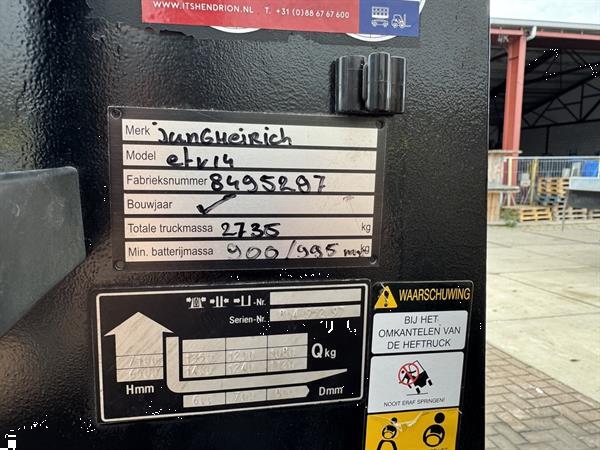 WWW.ITSHENDRION.NL | T. +31 (0)88 67 67 600
Merk JungHeirich
Model etv14
Fabrieksnummer 8495287
Bouwjaar
Totale truckmassa 2735 kg
Min. batterijmassa 900/995 kg
-Nr.
Serien-Nr.
Qkg
Hmm
Dmm
WAARSCHUWING
BIJ HET
OMKANTELEN VAN
DE HEFTRUCK
NOOIT ERAF SPRINGEN!